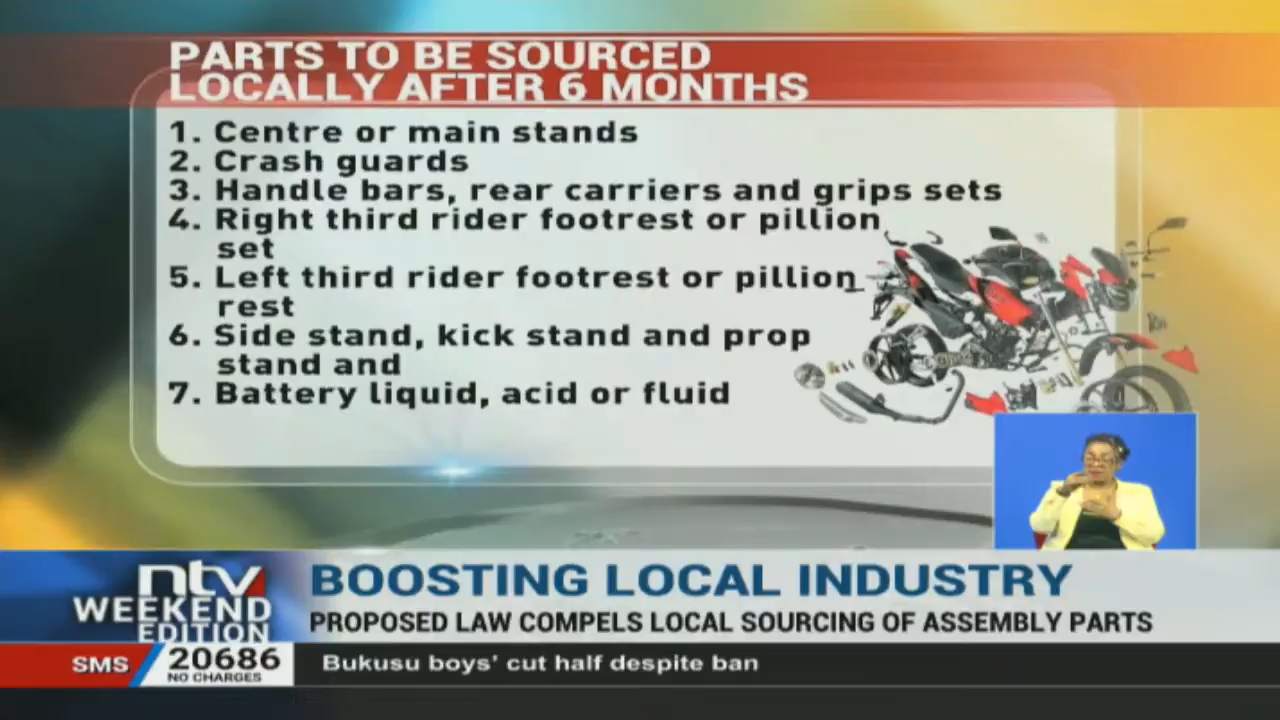 PARTS TO BE SOURCED
LOCALLY AFTER 6 MONTHS
1. Centre or main stands
2. Crash guards
3. Handle bars, rear carriers and grips sets
4. Right third rider footrest or pillion
set
5. Left third rider footrest or pillion
rest
6. Side stand, kick stand and prop
stand and
7. Battery liquid, acid or fluid
ntv
WEEKEND
EDITION
BOOSTING LOCAL INDUSTRY
PROPOSED LAW COMPELS LOCAL SOURCING OF ASSEMBLY PARTS
SMS 20686
NO CHARGES
Bukusu boys' cut half despite ban